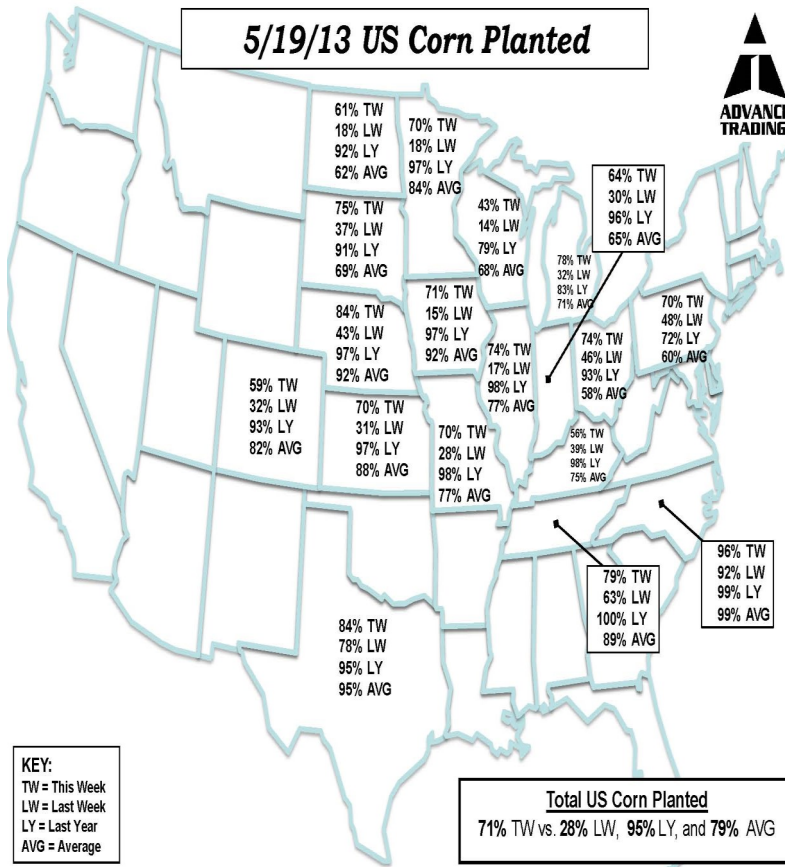 5/19/13 US Corn Planted
ADVANCE
TRADING
61% TW
18% LW
92% LY
62% AVG
70% TW
18% LW
97% LY
84% AVG
43% TW
14% LW
79% LY
68% AVG
64% TW
30% LW
96% LY
65% AVG
75% TW
37% LW
91% LY
69% AVG
78% TW
32% LW
83% LY
71% AVG
84% TW
43% LW
97% LY
92% AVG
71% TW
15% LW
97% LY
92% AVG
74% TW
17% LW
98% LY
77% AVG
74% TW
46% LW
93% LY
58% AVG
70% TW
48% LW
72% LY
60% AVG
59% TW
32% LW
93% LY
82% AVG
70% TW
31% LW
97% LY
88% AVG
70% TW
28% LW
98% LY
77% AVG
56% TW
39% LW
98% LY
75% AVG
79% TW
63% LW
100% LY
89% AVG
96% TW
92% LW
99% LY
99% AVG
84% TW
78% LW
95% LY
95% AVG
KEY:
TW = This Week
LW = Last Week
LY = Last Year
AVG = Average
Total US Corn Planted
71% TW vs. 28% LW, 95% LY, and 79% AVG